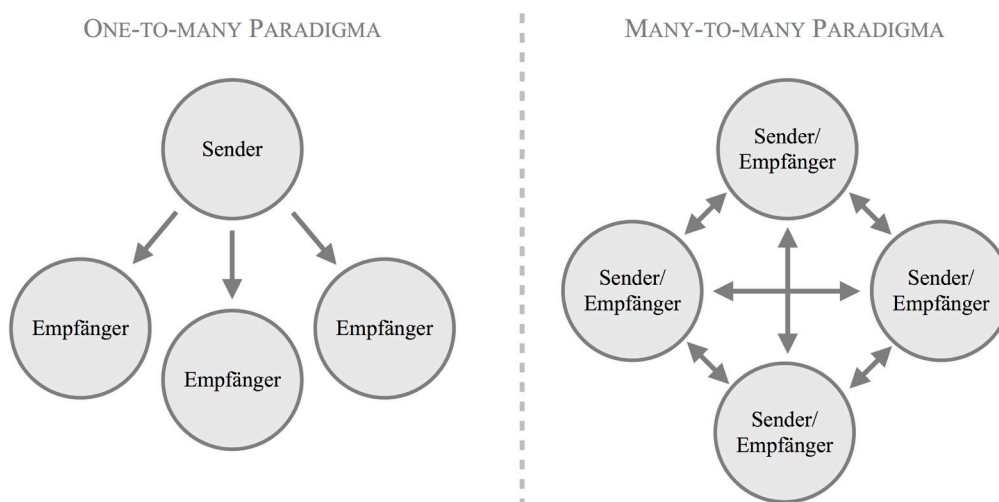 ONE-TO-MANY PARADIGMA
Sender
Empfänger
Empfänger
Empfänger
MANY-TO-MANY PARADIGMA
Sender/
Empfänger
Sender/
Empfänger
Sender/
Empfänger
Sender/
Empfänger